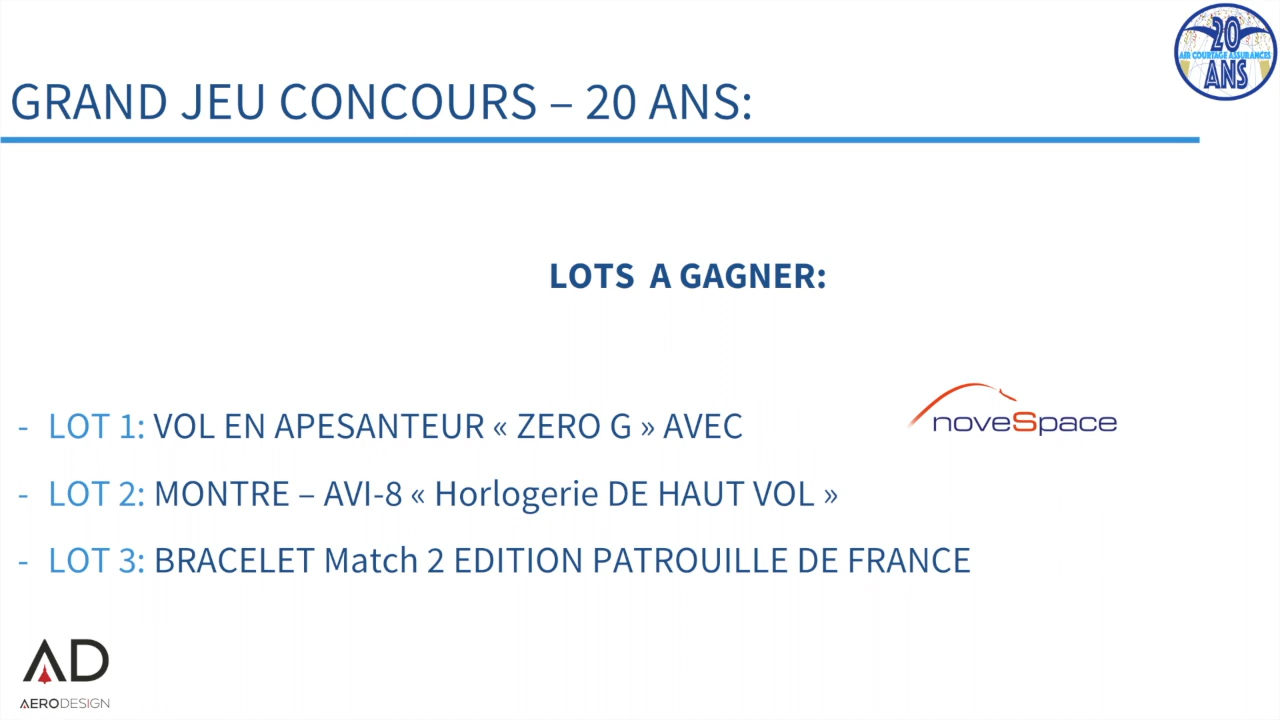 20
AIR COURTAGE ASSURANCES
ANS
GRAND JEU CONCOURS – 20 ANS:
LOTS  A GAGNER:
- LOT 1: VOL EN APESANTEUR « ZERO G » AVEC noveSpace
- LOT 2: MONTRE – AVI-8 « Horlogerie DE HAUT VOL »
- LOT 3: BRACELET Match 2 EDITION PATROUILLE DE FRANCE
AD
AERODESIGN